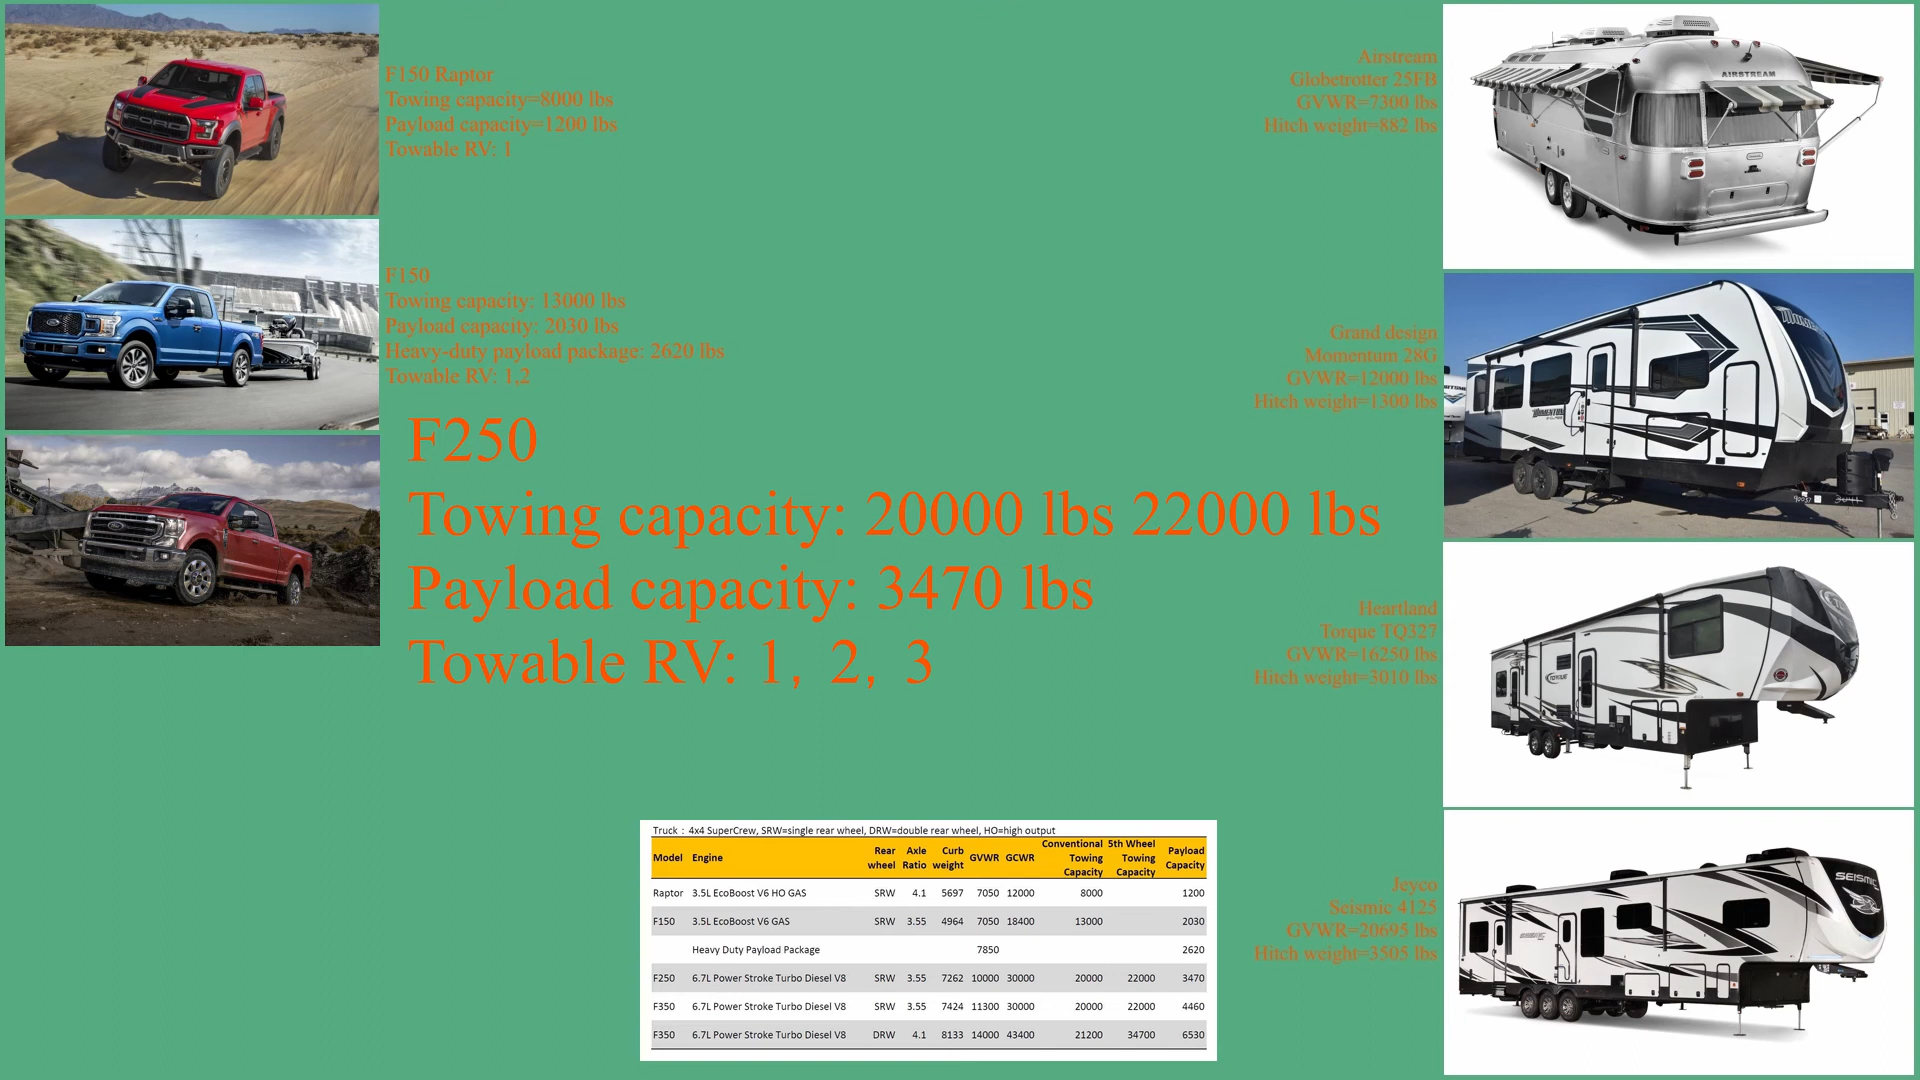 F150 Raptor
Towing capacity=8000 lbs
Payload capacity=1200 lbs
Towable RV: 1
F150
Towing capacity: 13000 lbs
Payload capacity: 2030 lbs
Heavy-duty payload package: 2620 lbs
Towable RV: 1,2
F250
Towing capacity: 20000 lbs 22000 lbs
Payload capacity: 3470 lbs
Towable RV: 1, 2, 3
Airstream
Globetrotter 25FB
GVWR=7300 lbs
Hitch weight=882 lbs
Grand design
Momentum 28G
GVWR=12000 lbs
Hitch weight=1300 lbs
Heartland
Torque TQ327
GVWR=16250 lbs
Hitch weight=3010 lbs
Jeyco
Seismic 4125
GVWR=20695 lbs
Hitch weight=3505 lbs
FORD
AIRSTREAM
MOMENTUM
TORQUE
SEISMIC
Truck : 4x4 SuperCrew, SRW=single rear wheel, DRW=double rear wheel, HO=high output
Model Engine Rear wheel Axle Ratio Curb weight GVWR GCWR Conventional Towing Capacity 5th Wheel Towing Capacity Payload Capacity
Raptor 3.5L EcoBoost V6 HO GAS SRW 4.1 5697 7050 12000 8000 1200
F150 3.5L EcoBoost V6 GAS SRW 3.55 4964 7050 18400 13000 2030
Heavy Duty Payload Package 7850 2620
F250 6.7L Power Stroke Turbo Diesel V8 SRW 3.55 7262 10000 30000 20000 22000 3470
F350 6.7L Power Stroke Turbo Diesel V8 SRW 3.55 7424 11300 30000 20000 22000 4460
F350 6.7L Power Stroke Turbo Diesel V8 DRW 4.1 8133 14000 43400 21200 34700 6530